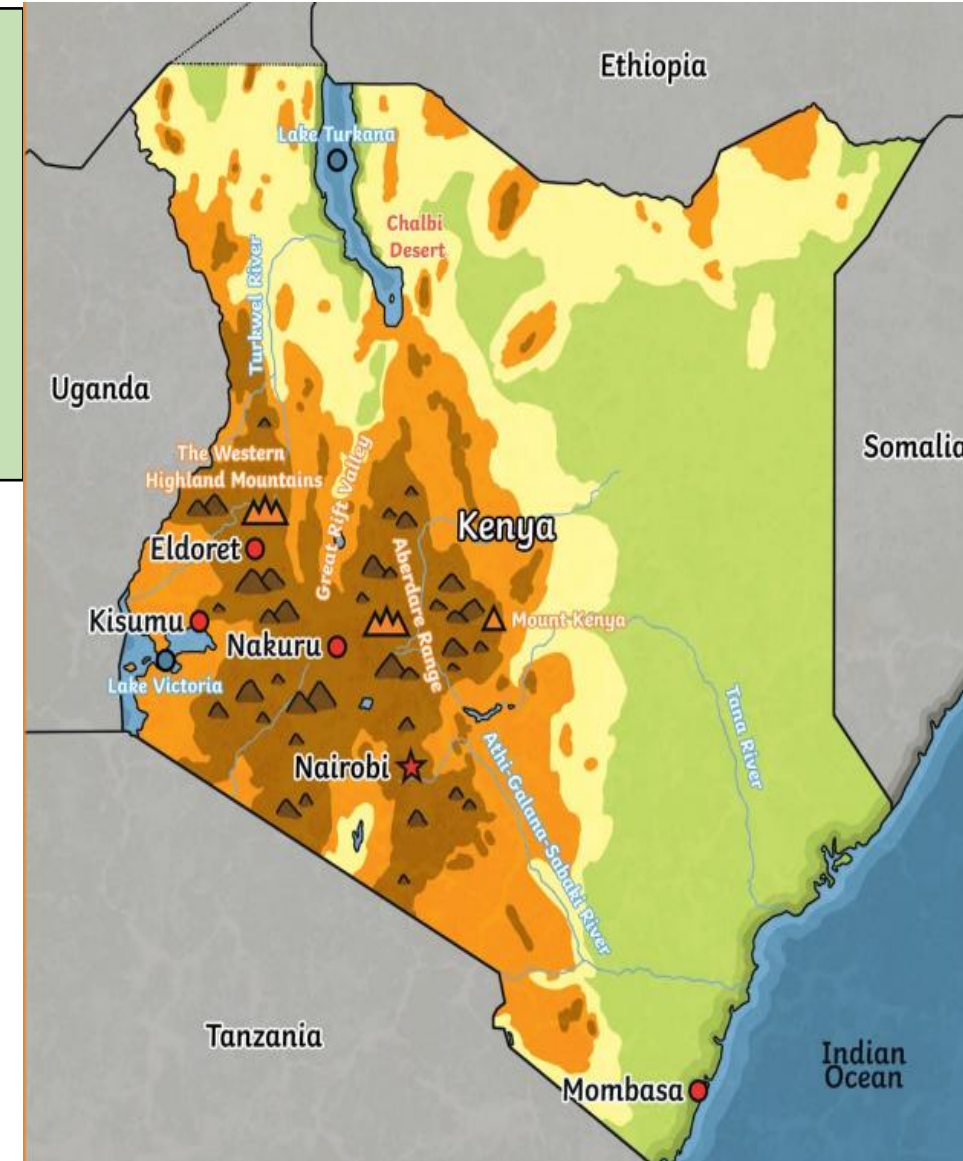 Ethiopia
Lake Turkana
Chalbi
Desert
Turkwel River
Uganda
Somalia
The Western
Highland Mountains
Great Rift Valley
Kenya
Eldoret
Aberdare Range
Kisumu
Mount Kenya
Nakuru
Lake Victoria
Tana River
Nairobi
Athi-Galana-Sabaki River
Tanzania
Indian
Ocean
Mombasa